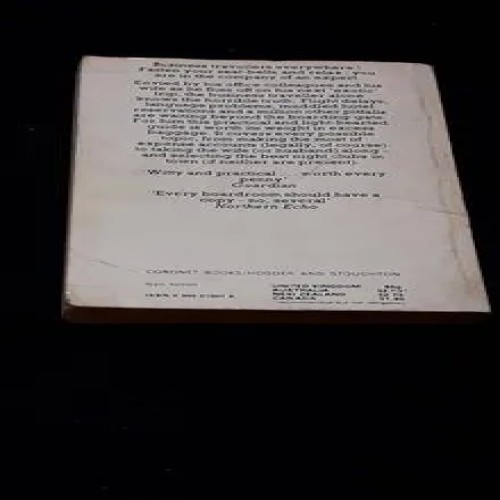 Business travellers everywhere!
Fasten your seat-belts and relax - you
are in the company of an expert.
Envied by his office colleagues and his
wife as he flies off on his next 'exotic'
trip, the business traveller alone
knows the horrible truth. Flight delays,
language problems, muddled hotel
reservations and a million other pitfalls
are waiting beyond the boarding gate.
For him this practical and light-hearted
guide is worth its weight in excess
baggage. It covers every possible
topic, from making the most of
expense accounts (legally, of course)
to taking the wife (or husband) along -
and selecting the best night clubs in
town (if neither are present).
'Witty and practical . . . worth every
penny'
Guardian
'Every boardroom should have a
copy - no, several'
Northern Echo
CORONET BOOKS/HODDER AND STOUGHTON
UNITED KINGDOM
AUSTRALIA
NEW ZEALAND
CANADA